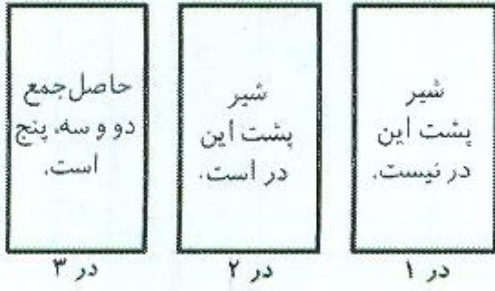 شیر
پشت این
در نیست.
در ۱
شیر
پشت این
در است.
در ۲
حاصل‌جمع
دو و سه، پنج
است.
در ۳